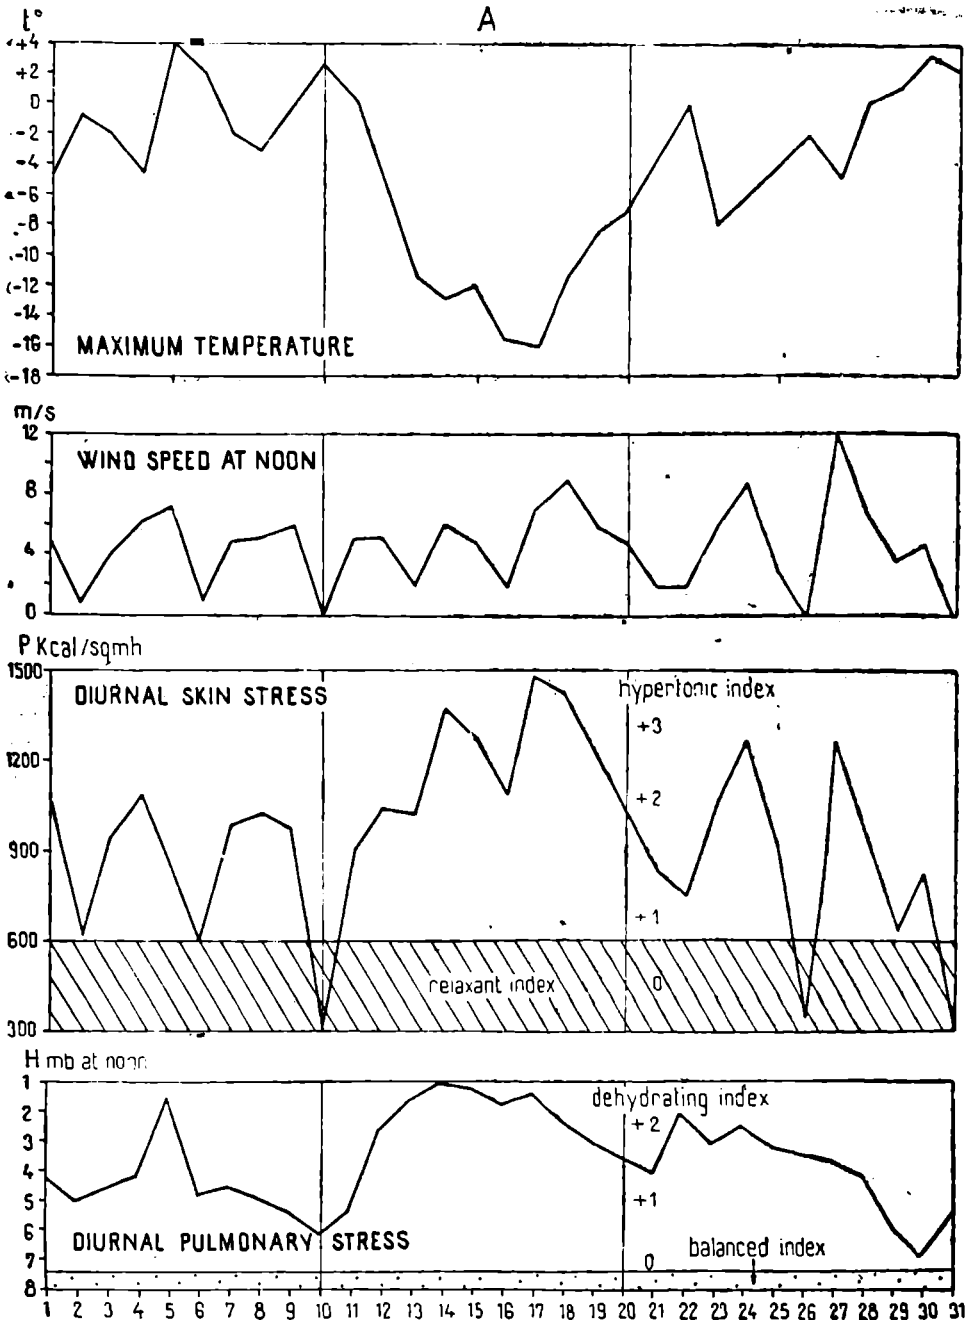 t°
A
+4
+2
0
-2
-4
-6
-8
-10
-12
-14
-16
-18
MAXIMUM TEMPERATURE
m/s
12
8
4
0
WIND SPEED AT NOON
P Kcal/sqmh
1500
1200
900
600
300
DIURNAL SKIN STRESS
hypertonic index
+3
+2
+1
relaxant index
0
H mb at noon
1
2
3
4
5
6
7
8
dehydrating index
+2
+1
DIURNAL PULMONARY STRESS
balanced index
0
1 2 3 4 5 6 7 8 9 10 11 12 13 14 15 16 17 18 19 20 21 22 23 24 25 26 27 28 29 30 31